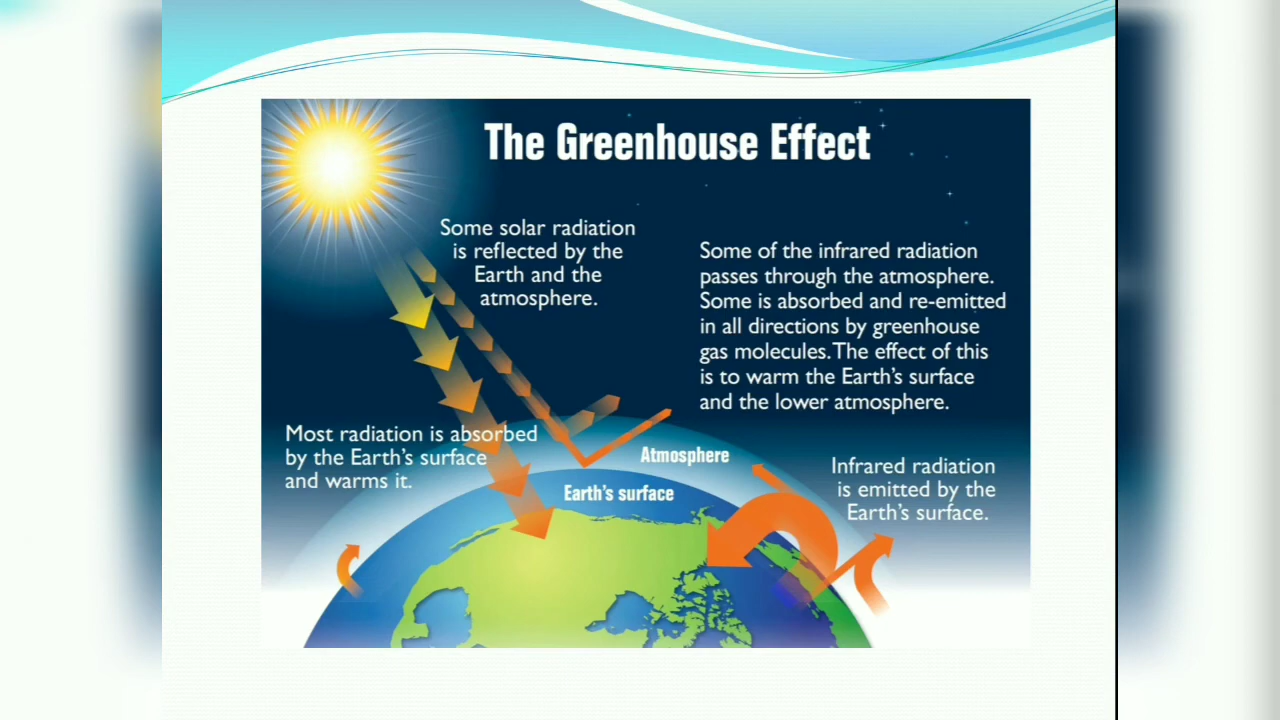 The Greenhouse Effect
Some solar radiation
is reflected by the
Earth and the
atmosphere.
Some of the infrared radiation
passes through the atmosphere.
Some is absorbed and re-emitted
in all directions by greenhouse
gas molecules. The effect of this
is to warm the Earth's surface
and the lower atmosphere.
Most radiation is absorbed
by the Earth's surface
and warms it.
Atmosphere
Earth's surface
Infrared radiation
is emitted by the
Earth's surface.